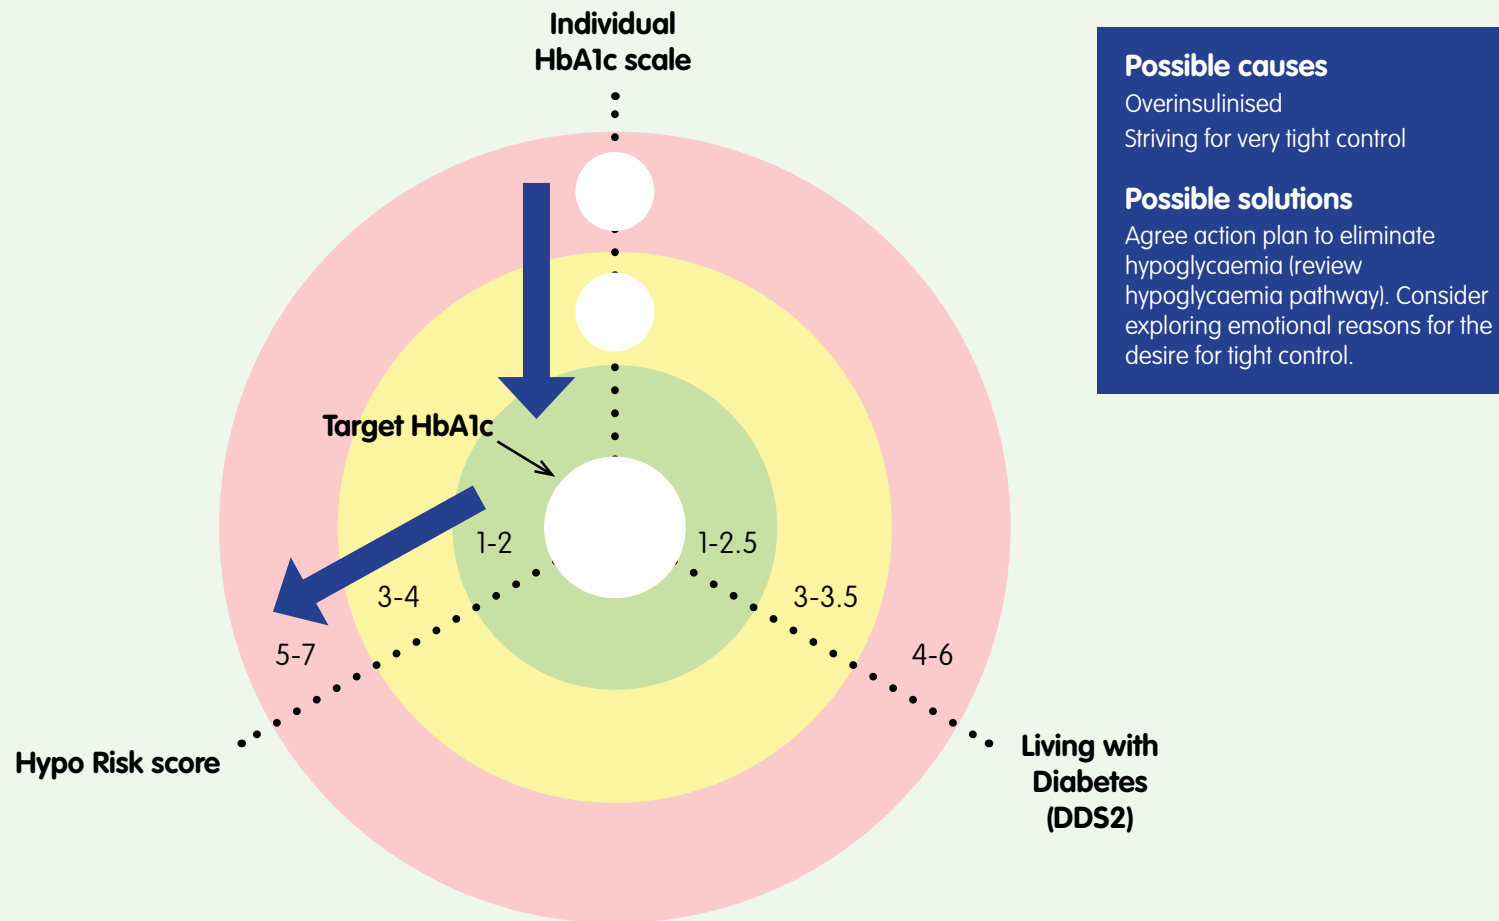 Individual
HbA1c scale
Possible causes
Overinsulinised
Striving for very tight control
Possible solutions
Agree action plan to eliminate
hypoglycaemia (review
hypoglycaemia pathway). Consider
exploring emotional reasons for the
desire for tight control.
Target HbA1c
1-2
1-2.5
3-4
3-3.5
5-7
4-6
Hypo Risk score
Living with
Diabetes
(DDS2)